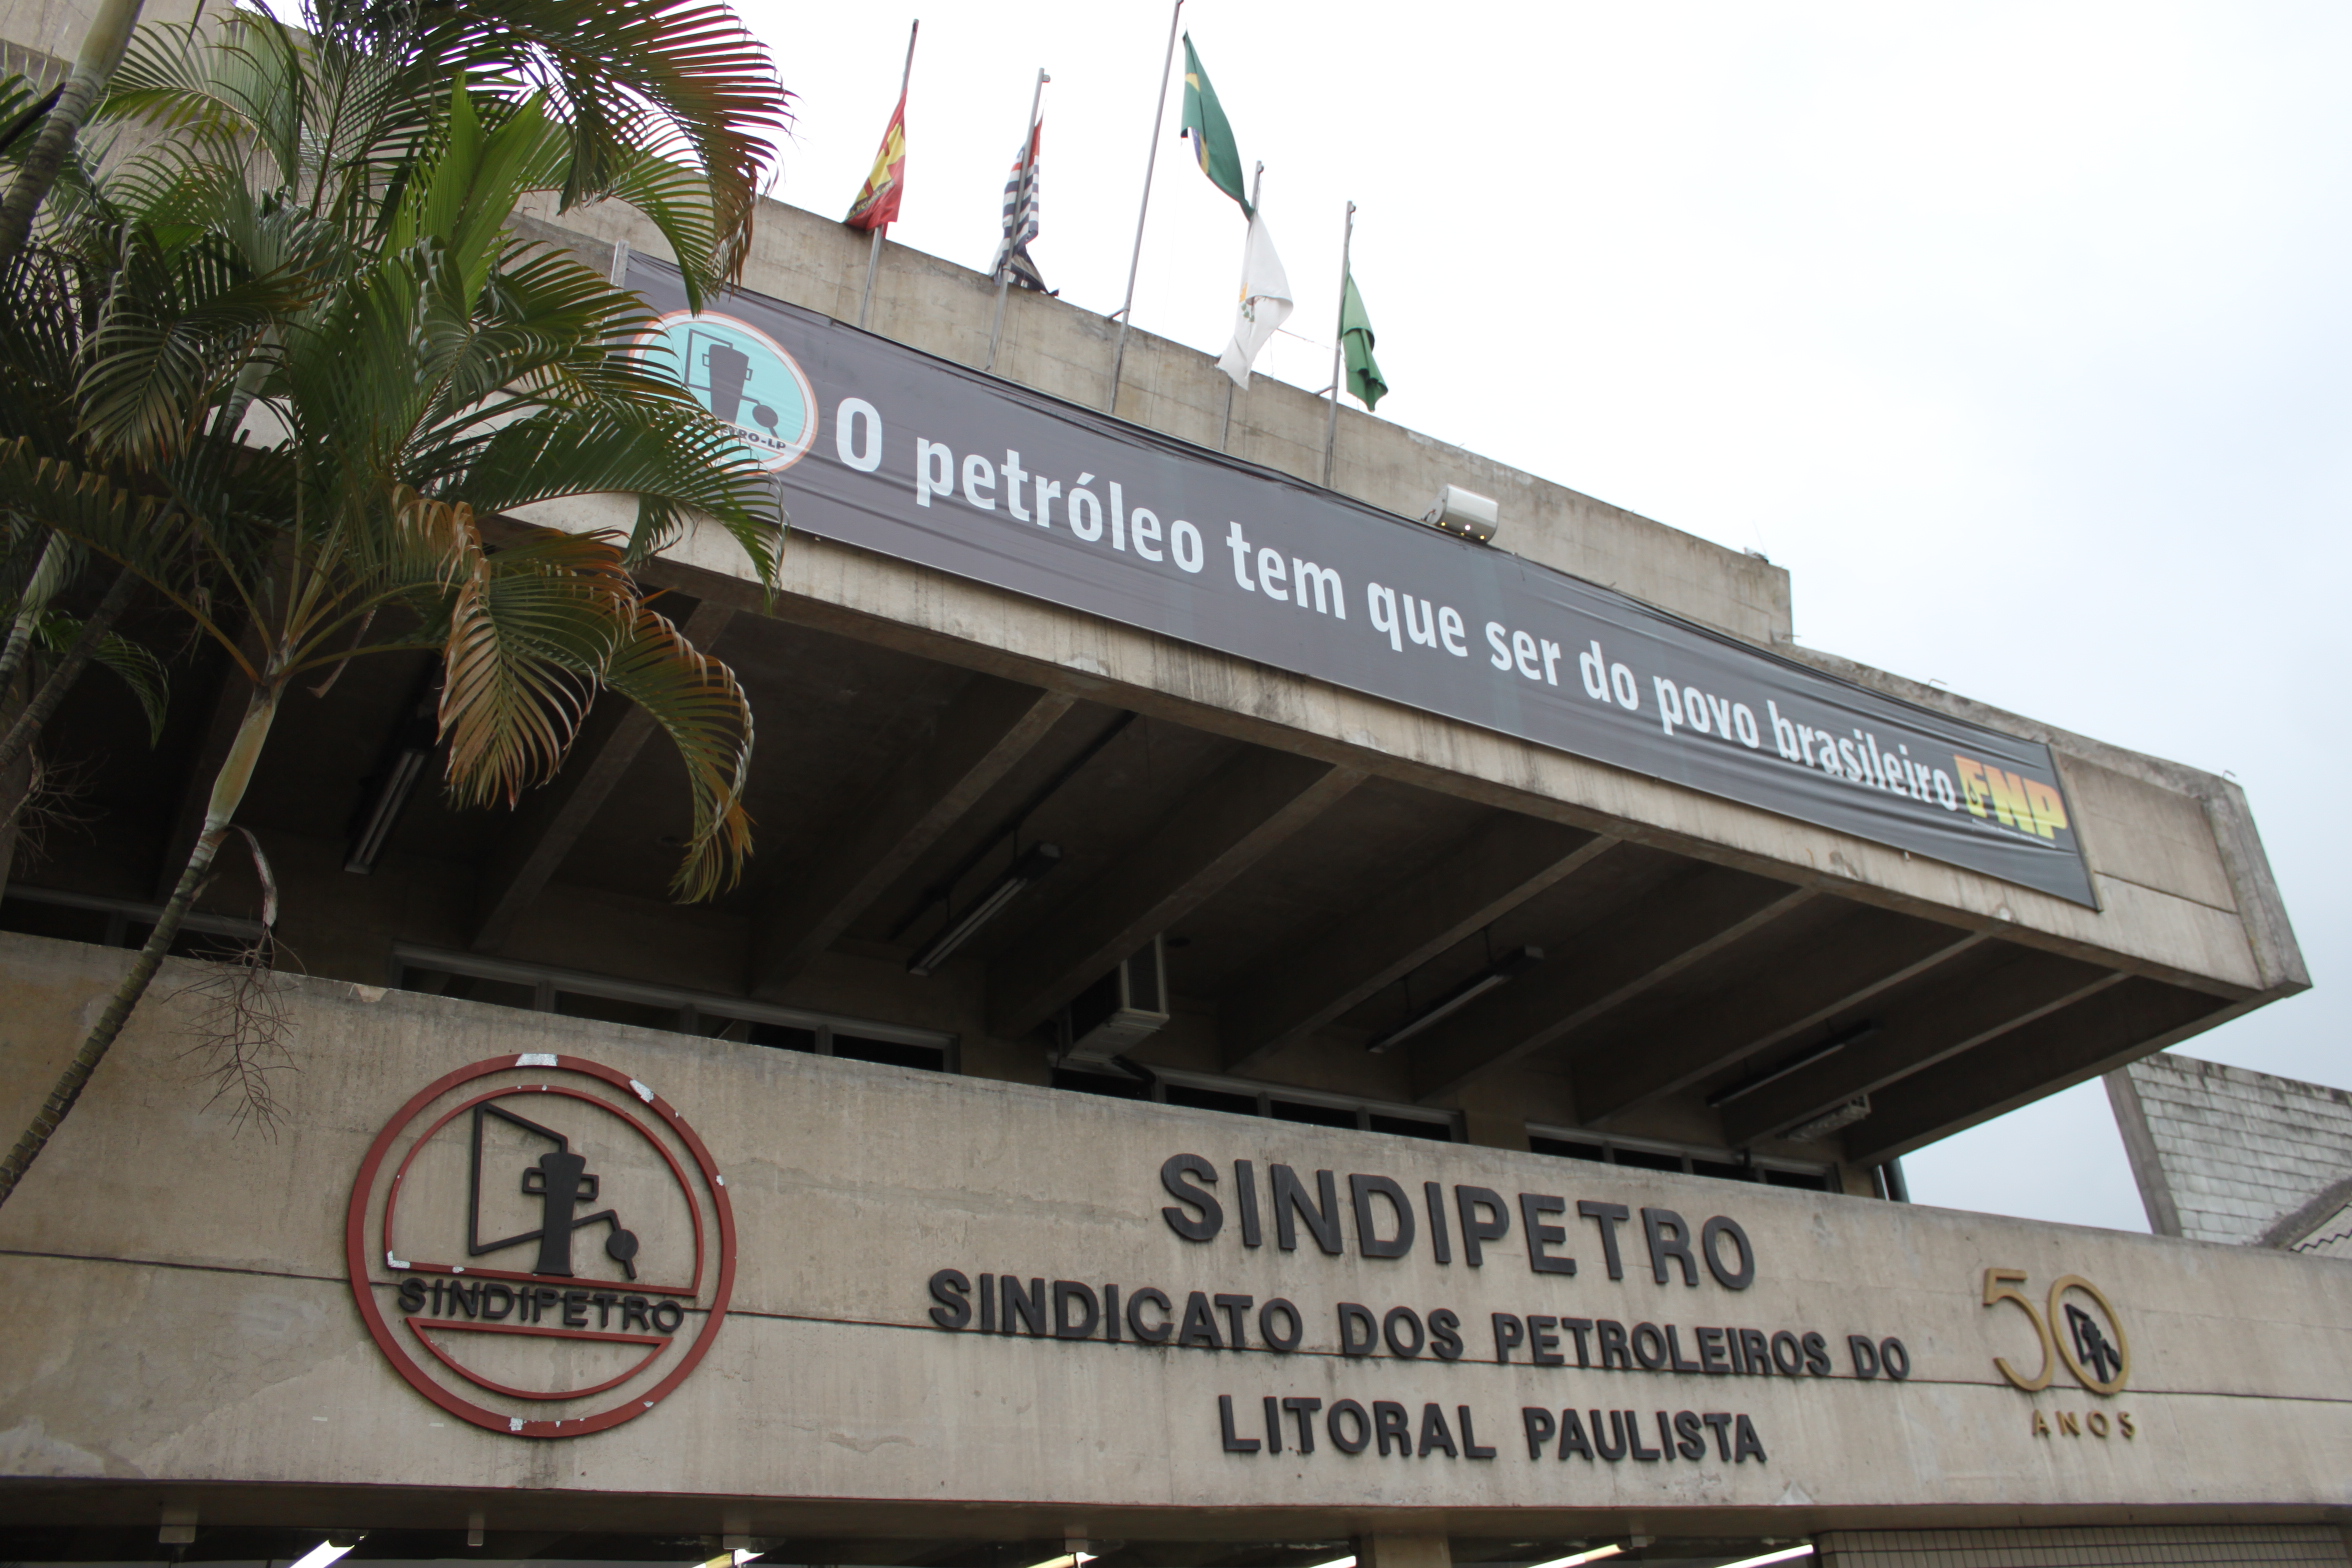 O petróleo tem que ser do povo brasileiro
FNP
SINDIPETRO
SINDIPETRO
SINDICATO DOS PETROLEIROS DO
LITORAL PAULISTA
50
ANOS